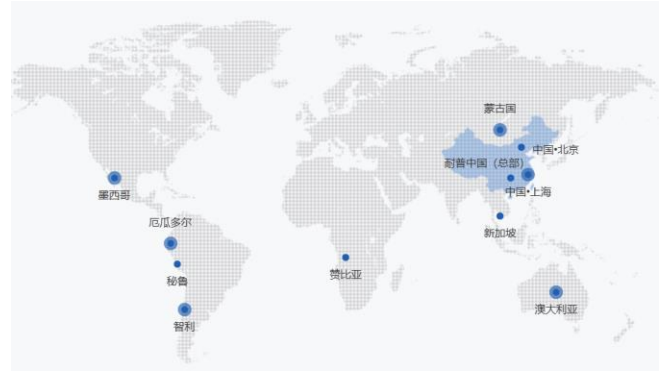 蒙古国
中国•北京
耐普中国（总部）
墨西哥
中国•上海
厄瓜多尔
新加坡
赞比亚
秘鲁
澳大利亚
智利